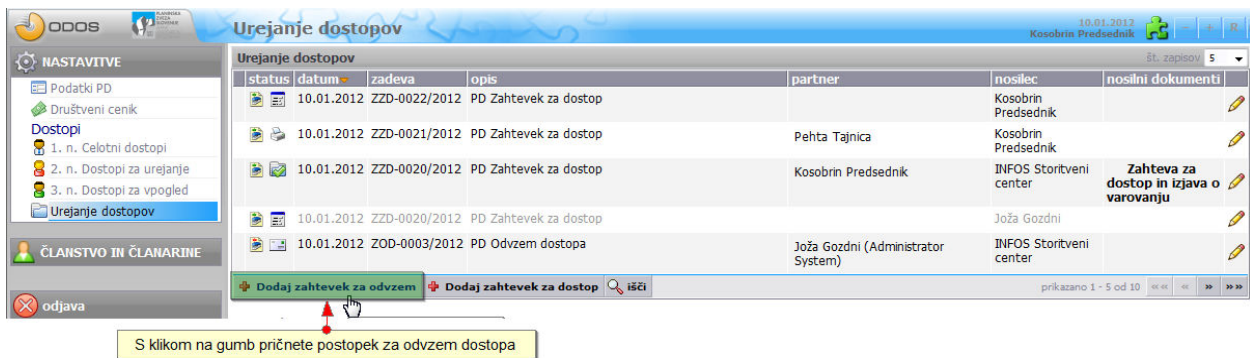 ODOS
PLANINSKA ZVEZA SLOVENIJE
Urejanje dostopov
10.01.2012
Kosobrin Predsednik
- + R
NASTAVITVE
Podatki PD
Društveni cenik
Dostopi
1. n. Celotni dostopi
2. n. Dostopi za urejanje
3. n. Dostopi za vpogled
Urejanje dostopov
ČLANSTVO IN ČLANARINE
odjava
Urejanje dostopov št. zapisov 5
status datum zadeva opis partner nosilec nosilni dokumenti
10.01.2012 ZZD-0022/2012 PD Zahtevek za dostop Kosobrin
Predsednik
10.01.2012 ZZD-0021/2012 PD Zahtevek za dostop Pehta Tajnica Kosobrin
Predsednik
10.01.2012 ZZD-0020/2012 PD Zahtevek za dostop Kosobrin Predsednik INFOS Storitveni
center
Zahteva za
dostop in izjava o
varovanju
10.01.2012 ZZD-0020/2012 PD Zahtevek za dostop Joža Gozdni
10.01.2012 ZOD-0003/2012 PD Odvzem dostopa Joža Gozdni (Administrator
System)
INFOS Storitveni
center
Dodaj zahtevek za odvzem Dodaj zahtevek za dostop išči prikazano 1 - 5 od 10 «« « » »»
S klikom na gumb pričnete postopek za odvzem dostopa